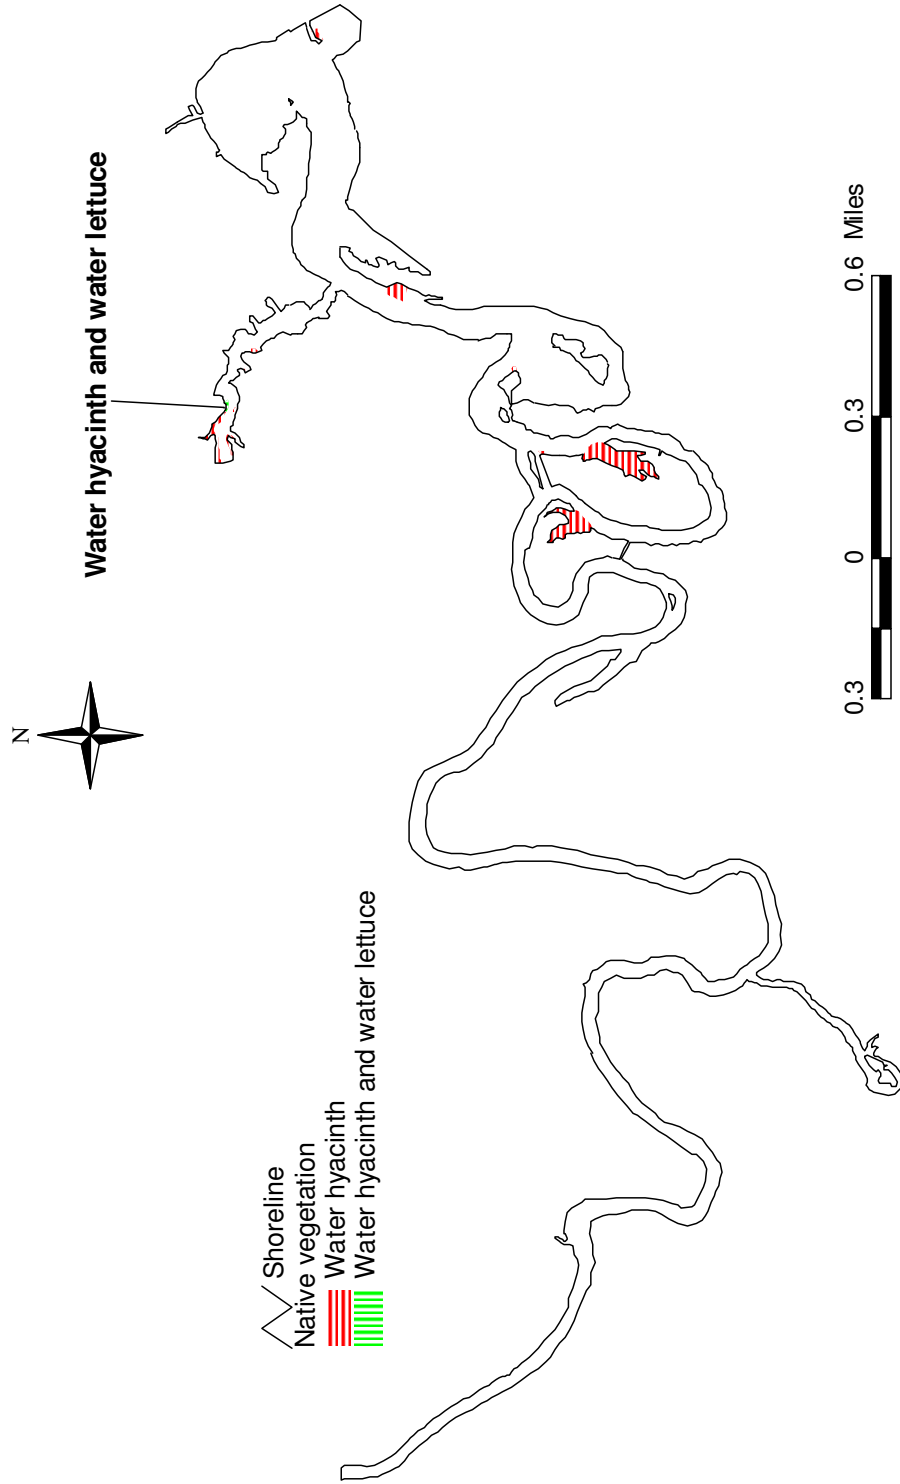 Water hyacinth and water lettuce
N
Shoreline
Native vegetation
Water hyacinth
Water hyacinth and water lettuce
0.3 0 0.3 0.6 Miles